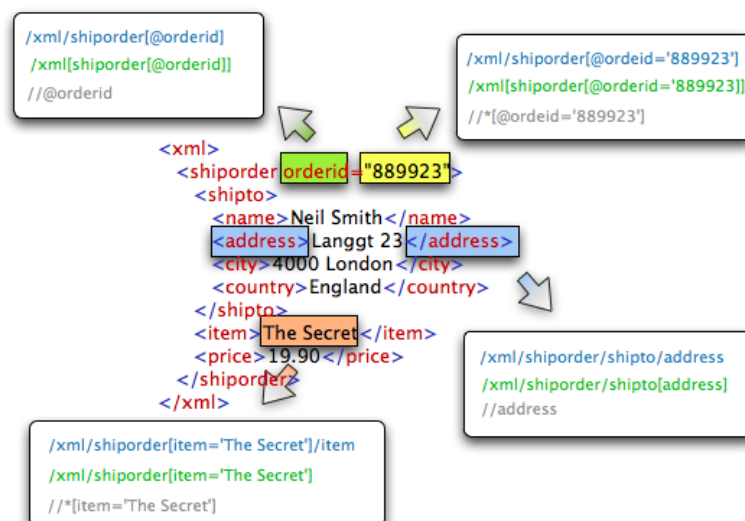 /xml/shiporder[@orderid]
/xml[shiporder[@orderid]]
//@orderid
/xml/shiporder[@ordeid='889923']
/xml[shiporder[@orderid='889923]]
//*[@ordeid='889923']
<xml>
<shiporder orderid="889923">
<shipto>
<name>Neil Smith</name>
<address>Langgt 23</address>
<city>4000 London</city>
<country>England</country>
</shipto>
<item>The Secret</item>
<price>19.90</price>
</shiporder>
</xml>
/xml/shiporder/shipto/address
/xml/shiporder/shipto[address]
//address
/xml/shiporder[item='The Secret']/item
/xml/shiporder[item='The Secret']
//*[item='The Secret']